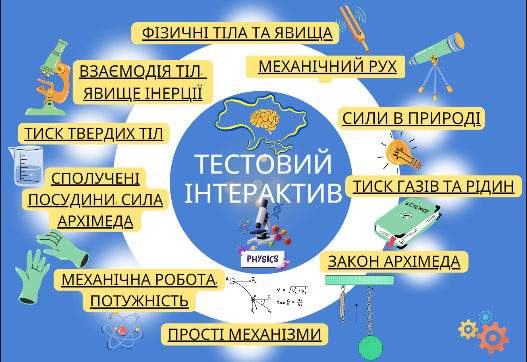 ФІЗИЧНІ ТІЛА ТА ЯВИЩА
МЕХАНІЧНИЙ РУХ
ВЗАЄМОДІЯ ТІЛ.
ЯВИЩЕ ІНЕРЦІЇ
СИЛИ В ПРИРОДІ
ТИСК ТВЕРДИХ ТІЛ
ТЕСТОВИЙ
ІНТЕРАКТИВ
СПОЛУЧЕНІ
ПОСУДИНИ. СИЛА
АРХІМЕДА
ТИСК ГАЗІВ ТА РІДИН
SCIENCE
PHYSICS
ЗАКОН АРХІМЕДА
МЕХАНІЧНА РОБОТА.
ПОТУЖНІСТЬ
ПРОСТІ МЕХАНІЗМИ